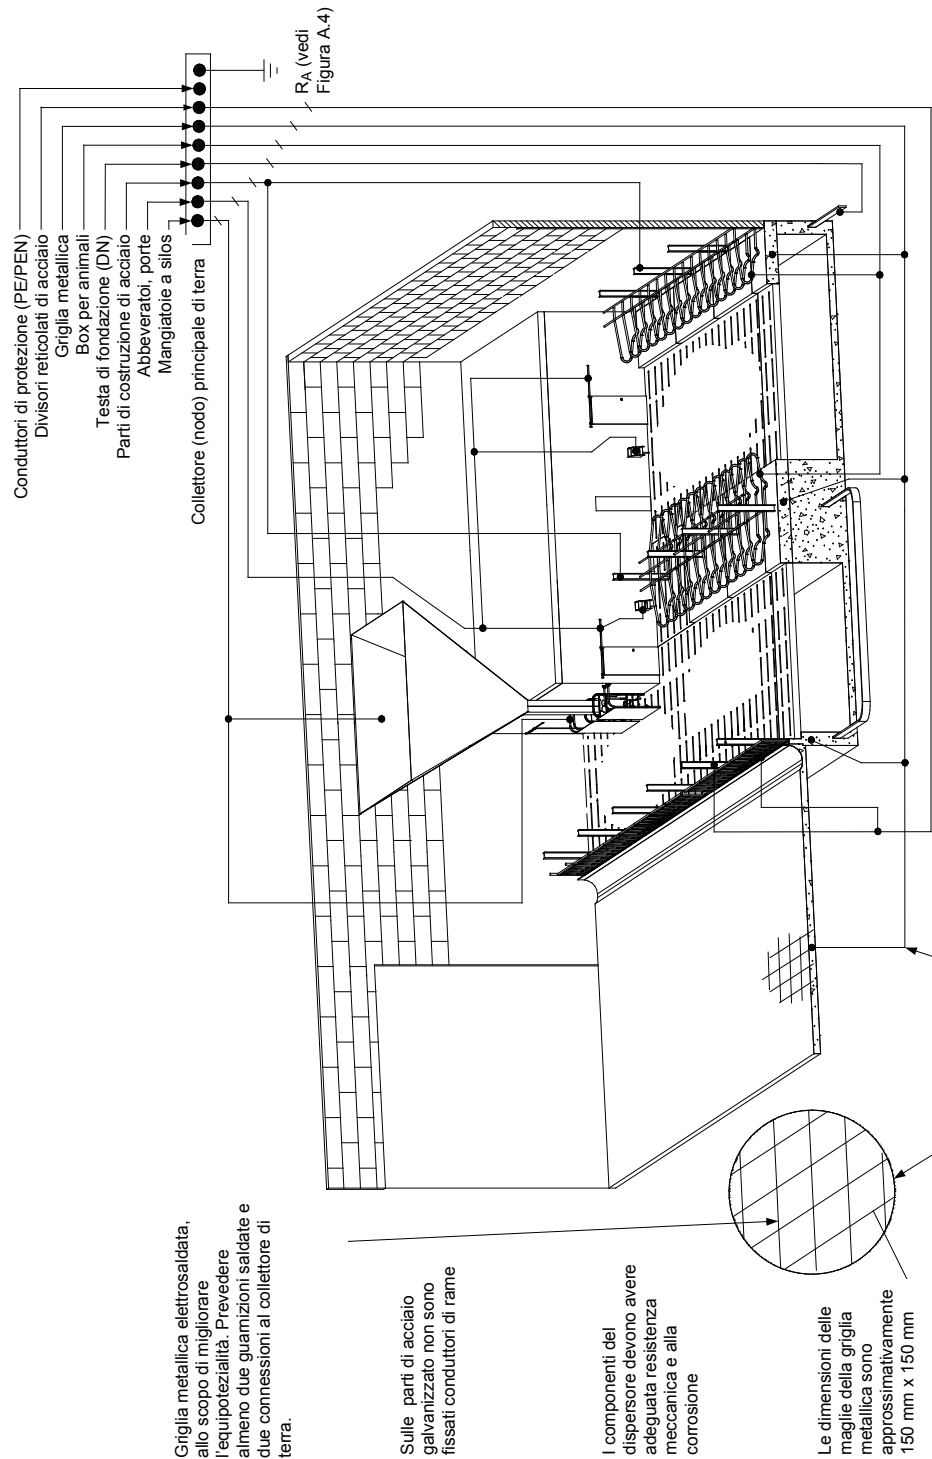 Conduttori di protezione (PE/PEN)
Divisori reticolati di acciaio
Griglia metallica
Box per animali
Testa di fondazione (DN)
Parti di costruzione di acciaio
Abbeveratoi, porte
Mangiatoie a silos
Collettore (nodo) principale di terra
RA (vedi
Figura A.4)
Griglia metallica elettrosaldata,
allo scopo di migliorare
l'equipotezialità. Prevedere
almeno due guarnizioni saldate e
due connessioni al collettore di
terra.
Sulle parti di acciaio
galvanizzato non sono
fissati conduttori di rame
I componenti del
dispersore devono avere
adeguata resistenza
meccanica e alla
corrosione
Le dimensioni delle
maglie della griglia
metallica sono
approssimativamente
150 mm x 150 mm